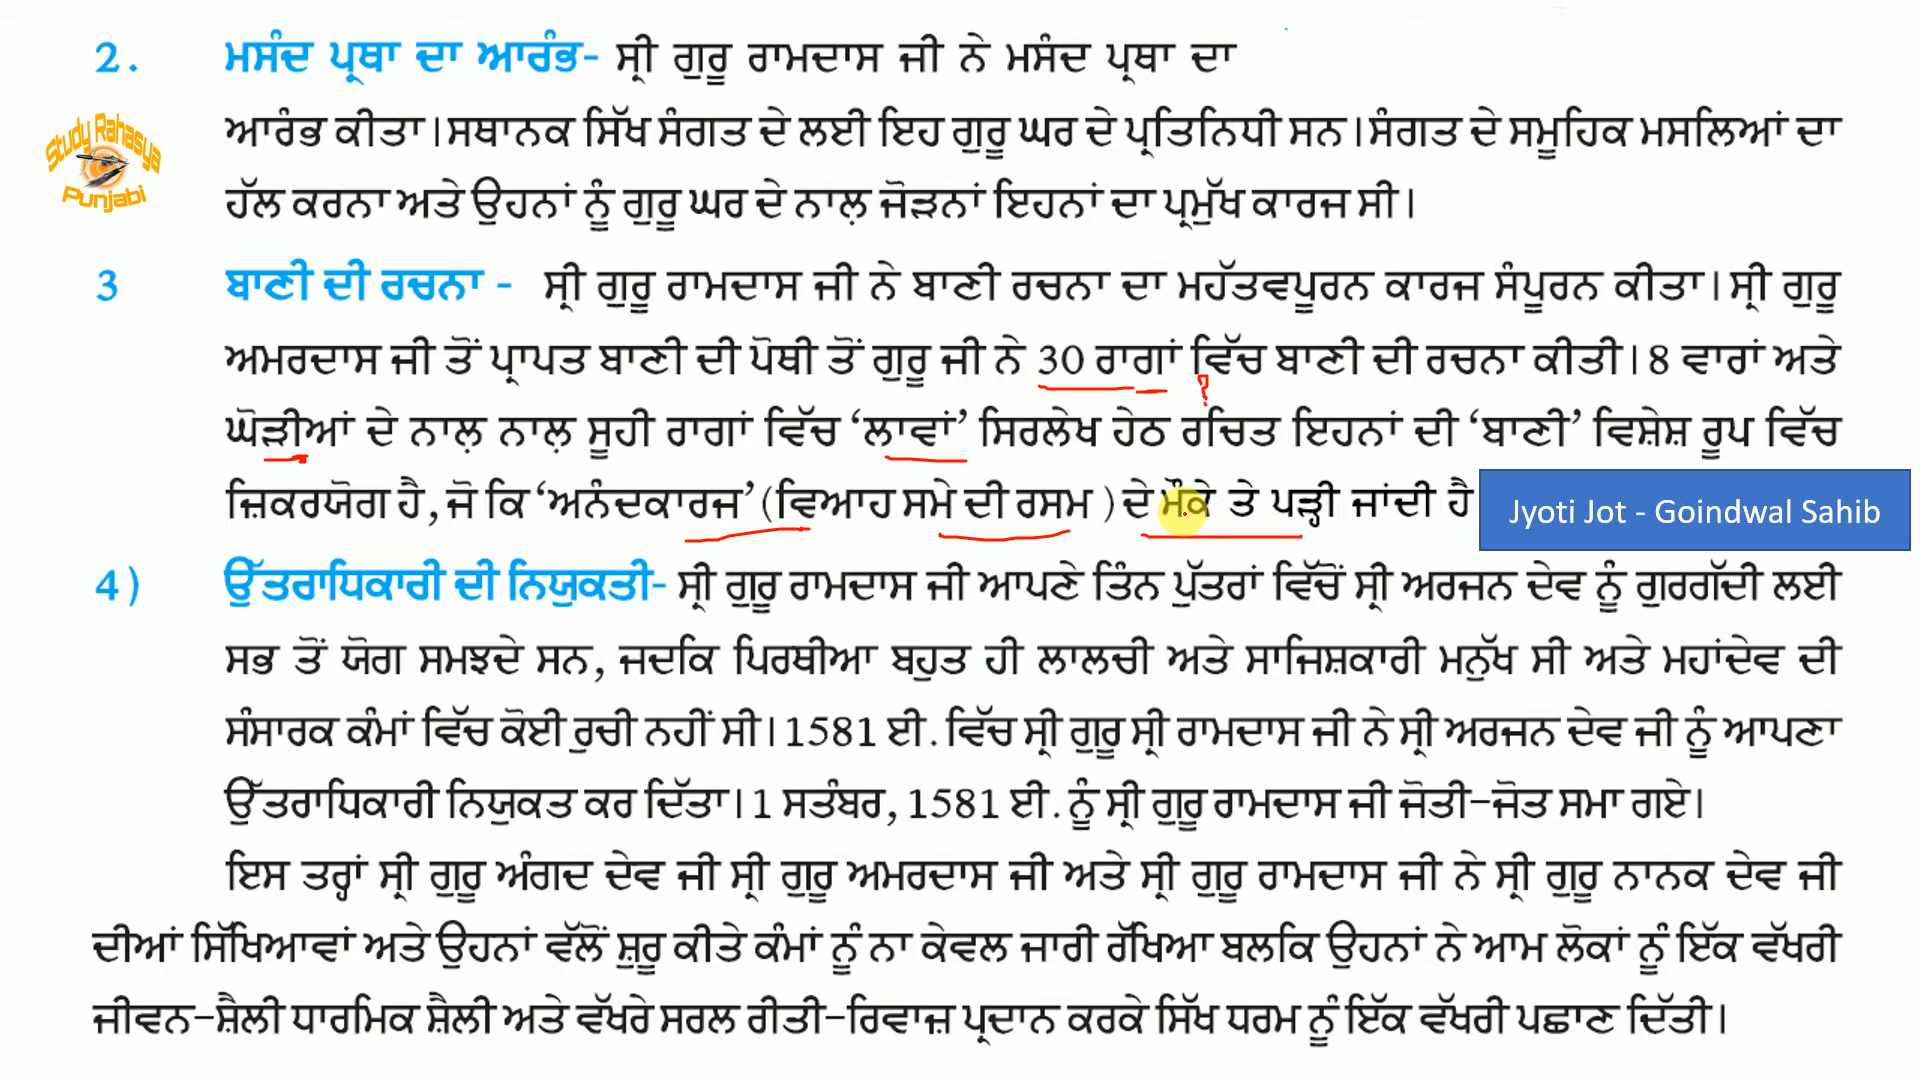 2. ਮਸੰਦ ਪ੍ਰਥਾ ਦਾ ਆਰੰਭ- ਸ੍ਰੀ ਗੁਰੂ ਰਾਮਦਾਸ ਜੀ ਨੇ ਮਸੰਦ ਪ੍ਰਥਾ ਦਾ
ਆਰੰਭ ਕੀਤਾ। ਸਥਾਨਕ ਸਿੱਖ ਸੰਗਤ ਦੇ ਲਈ ਇਹ ਗੁਰੂ ਘਰ ਦੇ ਪ੍ਰਤਿਨਿਧੀ ਸਨ। ਸੰਗਤ ਦੇ ਸਮੂਹਿਕ ਮਸਲਿਆਂ ਦਾ
Study Rahasya
Punjabi
ਹੱਲ ਕਰਨਾ ਅਤੇ ਉਹਨਾਂ ਨੂੰ ਗੁਰੂ ਘਰ ਦੇ ਨਾਲ਼ ਜੋੜਨਾਂ ਇਹਨਾਂ ਦਾ ਪ੍ਰਮੁੱਖ ਕਾਰਜ ਸੀ।
3 ਬਾਣੀ ਦੀ ਰਚਨਾ - ਸ੍ਰੀ ਗੁਰੂ ਰਾਮਦਾਸ ਜੀ ਨੇ ਬਾਣੀ ਰਚਨਾ ਦਾ ਮਹੱਤਵਪੂਰਨ ਕਾਰਜ ਸੰਪੂਰਨ ਕੀਤਾ। ਸ੍ਰੀ ਗੁਰੂ
ਅਮਰਦਾਸ ਜੀ ਤੋਂ ਪ੍ਰਾਪਤ ਬਾਣੀ ਦੀ ਪੋਥੀ ਤੋਂ ਗੁਰੂ ਜੀ ਨੇ 30 ਰਾਗਾਂ ਵਿੱਚ ਬਾਣੀ ਦੀ ਰਚਨਾ ਕੀਤੀ। 8 ਵਾਰਾਂ ਅਤੇ
?
ਘੋੜੀਆਂ ਦੇ ਨਾਲ਼ ਨਾਲ਼ ਸੂਹੀ ਰਾਗਾਂ ਵਿੱਚ ‘ਲਾਵਾਂ’ ਸਿਰਲੇਖ ਹੇਠ ਰਚਿਤ ਇਹਨਾਂ ਦੀ ‘ਬਾਣੀ’ ਵਿਸ਼ੇਸ਼ ਰੂਪ ਵਿੱਚ
ਜ਼ਿਕਰਯੋਗ ਹੈ, ਜੋ ਕਿ ‘ਅਨੰਦਕਾਰਜ’ (ਵਿਆਹ ਸਮੇ ਦੀ ਰਸਮ ) ਦੇ ਮੌਕੇ ਤੇ ਪੜ੍ਹੀ ਜਾਂਦੀ ਹੈ
Jyoti Jot - Goindwal Sahib
4) ਉੱਤਰਾਧਿਕਾਰੀ ਦੀ ਨਿਯੁਕਤੀ- ਸ੍ਰੀ ਗੁਰੂ ਰਾਮਦਾਸ ਜੀ ਆਪਣੇ ਤਿੰਨ ਪੁੱਤਰਾਂ ਵਿੱਚੋਂ ਸ੍ਰੀ ਅਰਜਨ ਦੇਵ ਨੂੰ ਗੁਰਗੱਦੀ ਲਈ
ਸਭ ਤੋਂ ਯੋਗ ਸਮਝਦੇ ਸਨ, ਜਦਕਿ ਪਿਰਥੀਆ ਬਹੁਤ ਹੀ ਲਾਲਚੀ ਅਤੇ ਸਾਜਿਸ਼ਕਾਰੀ ਮਨੁੱਖ ਸੀ ਅਤੇ ਮਹਾਂਦੇਵ ਦੀ
ਸੰਸਾਰਕ ਕੰਮਾਂ ਵਿੱਚ ਕੋਈ ਰੁਚੀ ਨਹੀਂ ਸੀ। 1581 ਈ. ਵਿੱਚ ਸ੍ਰੀ ਗੁਰੂ ਸ੍ਰੀ ਰਾਮਦਾਸ ਜੀ ਨੇ ਸ੍ਰੀ ਅਰਜਨ ਦੇਵ ਜੀ ਨੂੰ ਆਪਣਾ
ਉੱਤਰਾਧਿਕਾਰੀ ਨਿਯੁਕਤ ਕਰ ਦਿੱਤਾ। 1 ਸਤੰਬਰ, 1581 ਈ. ਨੂੰ ਸ੍ਰੀ ਗੁਰੂ ਰਾਮਦਾਸ ਜੀ ਜੋਤੀ-ਜੋਤ ਸਮਾ ਗਏ।
ਇਸ ਤਰ੍ਹਾਂ ਸ੍ਰੀ ਗੁਰੂ ਅੰਗਦ ਦੇਵ ਜੀ ਸ੍ਰੀ ਗੁਰੂ ਅਮਰਦਾਸ ਜੀ ਅਤੇ ਸ੍ਰੀ ਗੁਰੂ ਰਾਮਦਾਸ ਜੀ ਨੇ ਸ੍ਰੀ ਗੁਰੂ ਨਾਨਕ ਦੇਵ ਜੀ
ਦੀਆਂ ਸਿੱਖਿਆਵਾਂ ਅਤੇ ਉਹਨਾਂ ਵੱਲੋਂ ਸ਼ੁਰੂ ਕੀਤੇ ਕੰਮਾਂ ਨੂੰ ਨਾ ਕੇਵਲ ਜਾਰੀ ਰੱਖਿਆ ਬਲਕਿ ਉਹਨਾਂ ਨੇ ਆਮ ਲੋਕਾਂ ਨੂੰ ਇੱਕ ਵੱਖਰੀ
ਜੀਵਨ-ਸ਼ੈਲੀ ਧਾਰਮਿਕ ਸ਼ੈਲੀ ਅਤੇ ਵੱਖਰੇ ਸਰਲ ਰੀਤੀ-ਰਿਵਾਜ਼ ਪ੍ਰਦਾਨ ਕਰਕੇ ਸਿੱਖ ਧਰਮ ਨੂੰ ਇੱਕ ਵੱਖਰੀ ਪਛਾਣ ਦਿੱਤੀ।